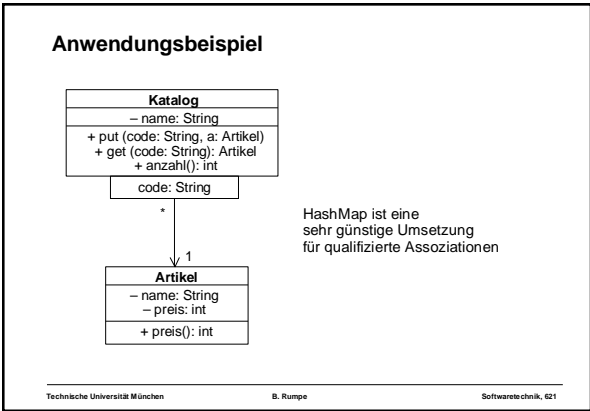 Anwendungsbeispiel
Katalog
– name: String
+ put (code: String, a: Artikel)
+ get (code: String): Artikel
+ anzahl(): int
code: String
*
HashMap ist eine
sehr günstige Umsetzung
für qualifizierte Assoziationen
1
Artikel
– name: String
– preis: int
+ preis(): int
Technische Universität München B. Rumpe Softwaretechnik, 621